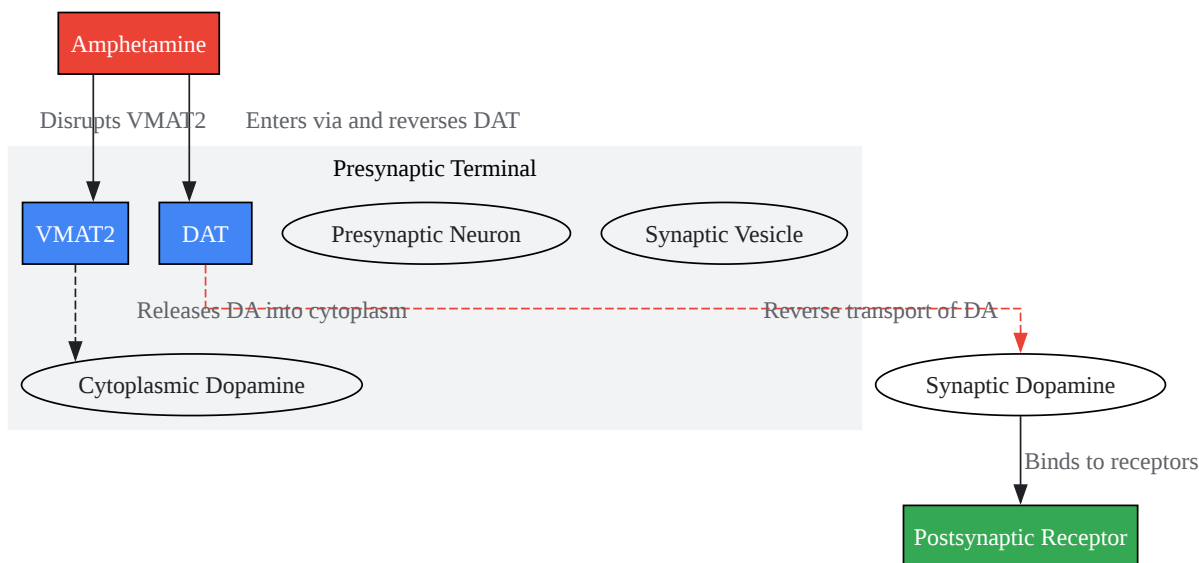 Amphetamine
Disrupts VMAT2
Enters via and reverses DAT
Presynaptic Terminal
VMAT2
DAT
Presynaptic Neuron
Synaptic Vesicle
Releases DA into cytoplasm
Reverse transport of DA
Cytoplasmic Dopamine
Synaptic Dopamine
Binds to receptors
Postsynaptic Receptor